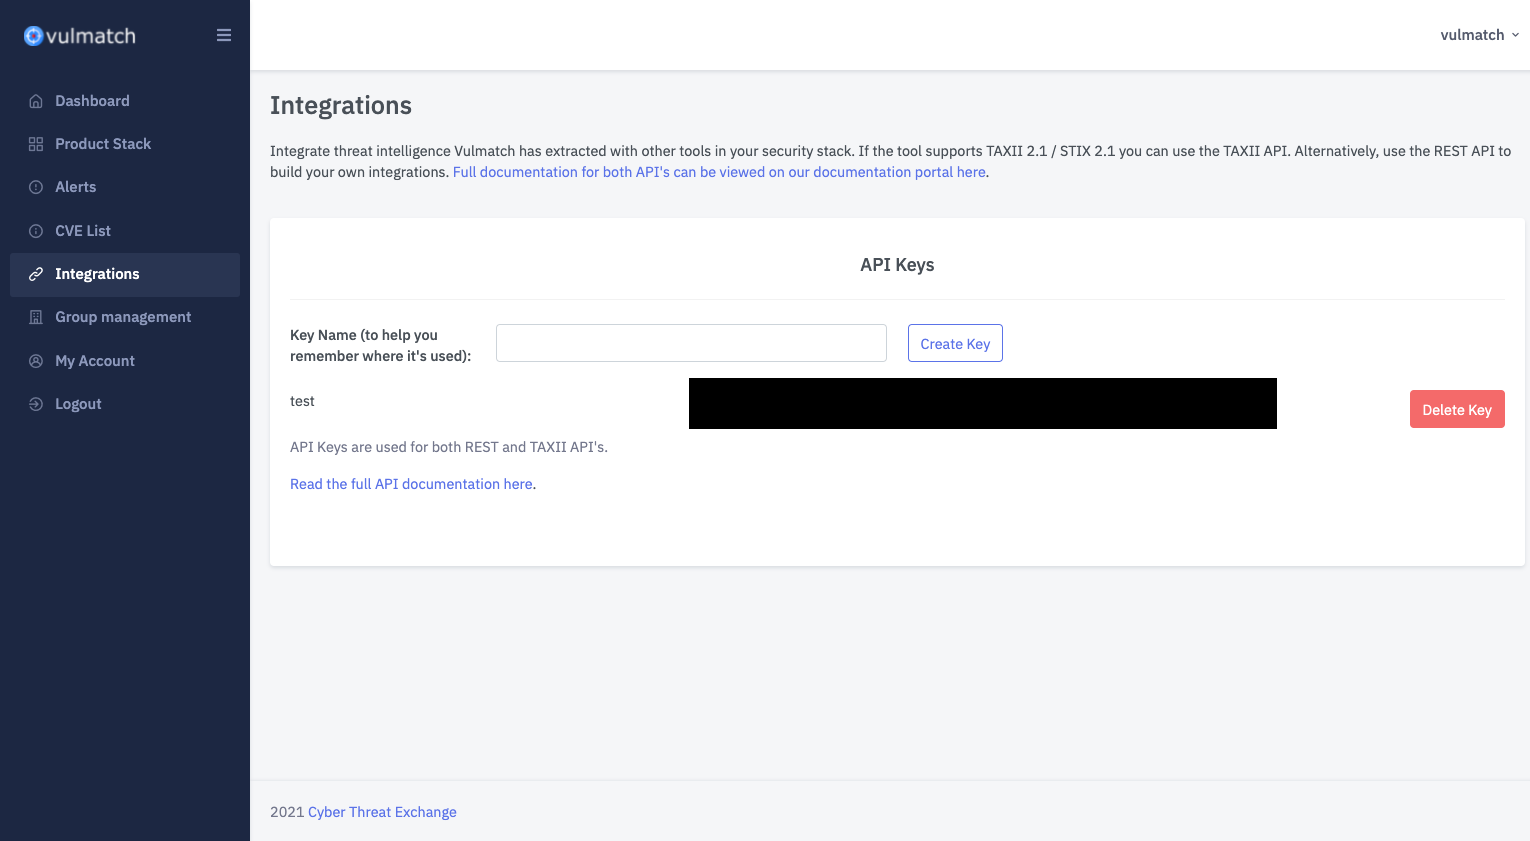 vulmatch
vulmatch
Dashboard
Product Stack
Alerts
CVE List
Integrations
Group management
My Account
Logout
Integrations
Integrate threat intelligence Vulmatch has extracted with other tools in your security stack. If the tool supports TAXII 2.1 / STIX 2.1 you can use the TAXII API. Alternatively, use the REST API to
build your own integrations. Full documentation for both API's can be viewed on our documentation portal here.
API Keys
Key Name (to help you
remember where it's used):
Create Key
test
Delete Key
API Keys are used for both REST and TAXII API's.
Read the full API documentation here.
2021 Cyber Threat Exchange